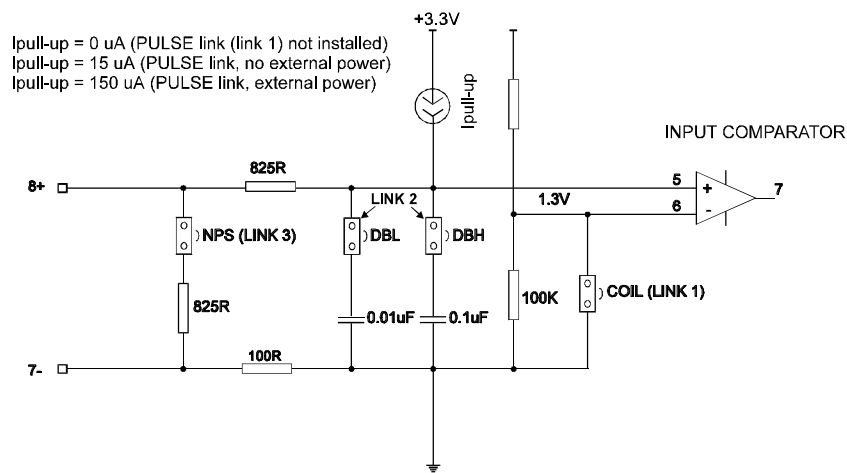 +3.3V
Ipull-up = 0 uA (PULSE link (link 1) not installed)
Ipull-up = 15 uA (PULSE link, no external power)
Ipull-up = 150 uA (PULSE link, external power)
Ipull-up
INPUT COMPARATOR
8+
825R
5
+
7
LINK 2
1.3V
6
-
NPS (LINK 3)
DBL
DBH
825R
0.01uF
0.1uF
100K
COIL (LINK 1)
7-
100R